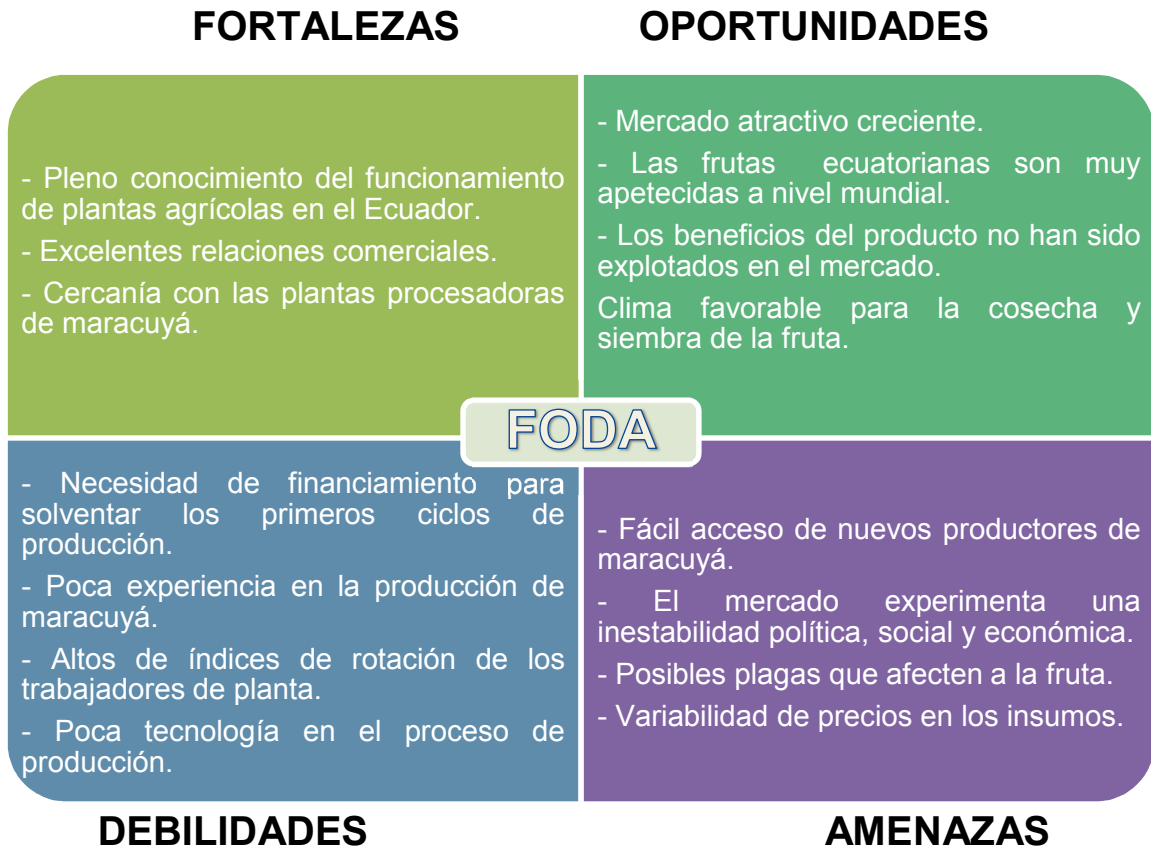 FORTALEZAS
OPORTUNIDADES
- Pleno conocimiento del funcionamiento
de plantas agrícolas en el Ecuador.
- Excelentes relaciones comerciales.
- Cercanía con las plantas procesadoras
de maracuyá.
- Mercado atractivo creciente.
- Las frutas ecuatorianas son muy
apetecidas a nivel mundial.
- Los beneficios del producto no han sido
explotados en el mercado.
Clima favorable para la cosecha y
siembra de la fruta.
FODA
- Necesidad de financiamiento para
solventar los primeros ciclos de
producción.
- Poca experiencia en la producción de
maracuyá.
- Altos de índices de rotación de los
trabajadores de planta.
- Poca tecnología en el proceso de
producción.
- Fácil acceso de nuevos productores de
maracuyá.
- El mercado experimenta una
inestabilidad política, social y económica.
- Posibles plagas que afecten a la fruta.
- Variabilidad de precios en los insumos.
DEBILIDADES
AMENAZAS